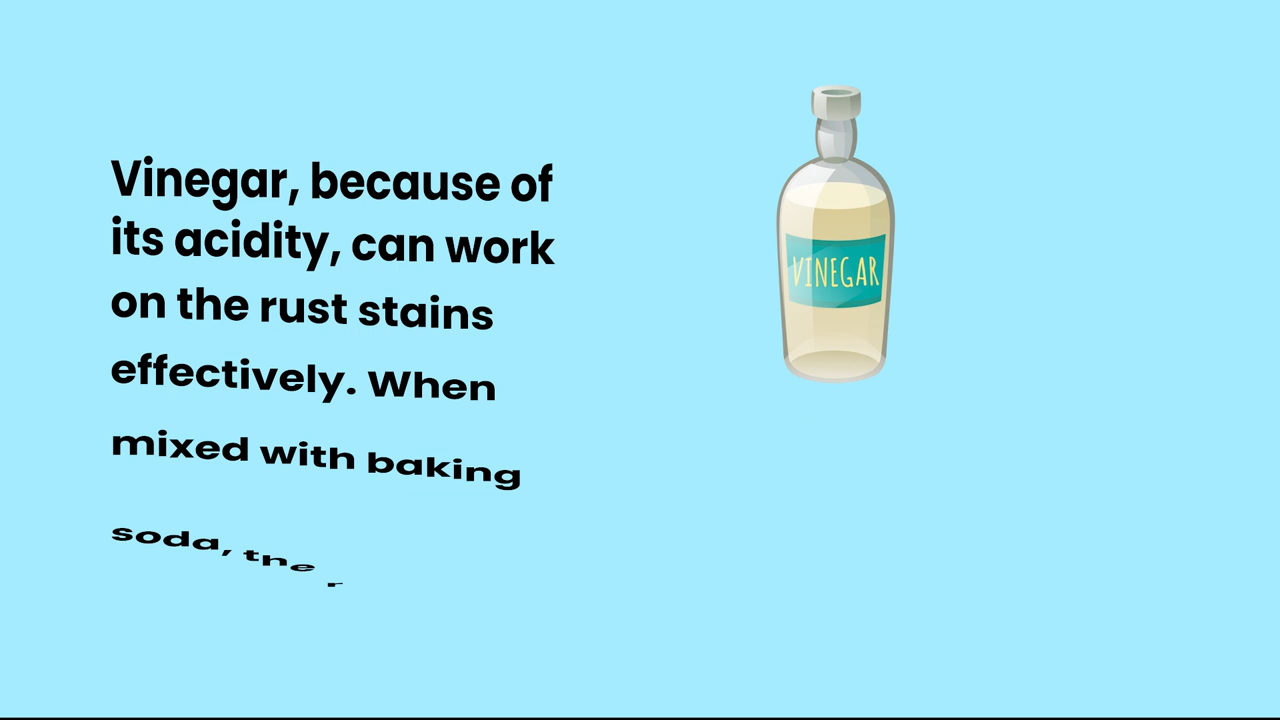 Vinegar, because of
its acidity, can work
on the rust stains
effectively. When
mixed with baking
soda, the r
VINEGAR